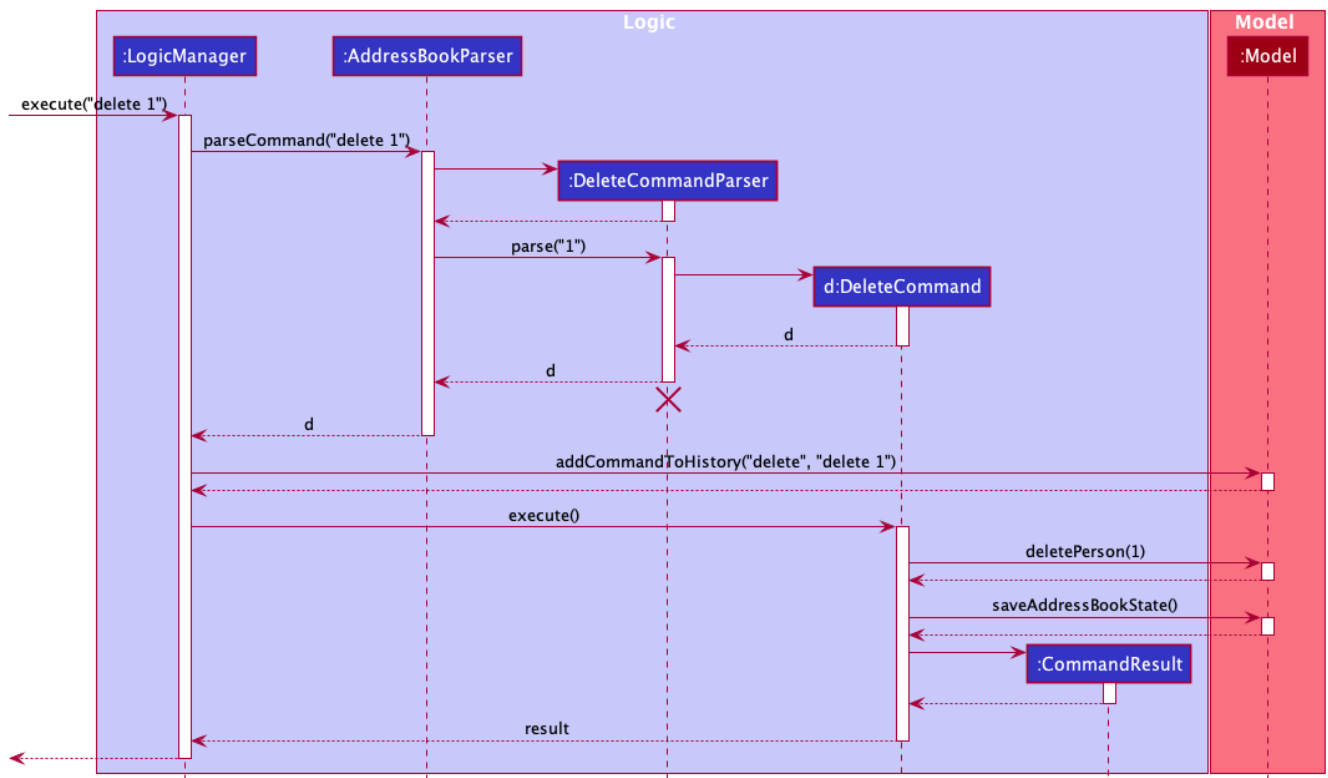 Logic
Model
:LogicManager
:AddressBookParser
:Model
execute("delete 1")
parseCommand("delete 1")
:DeleteCommandParser
parse("1")
d:DeleteCommand
d
d
d
addCommandToHistory("delete", "delete 1")
execute()
deletePerson(1)
saveAddressBookState()
:CommandResult
result